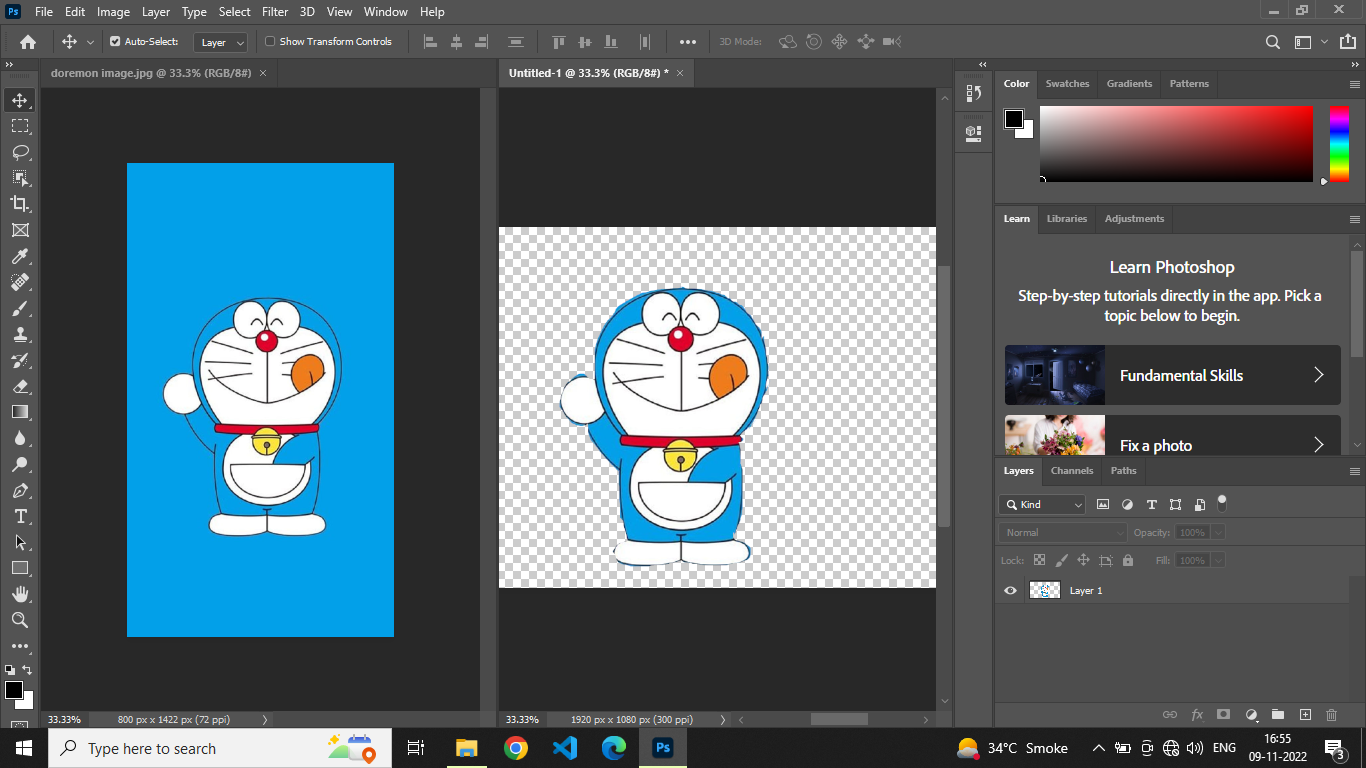 Ps File Edit Image Layer Type Select Filter 3D View Window Help
Auto-Select: Layer Show Transform Controls 3D Mode:
doremon image.jpg @ 33.3% (RGB/8#) ×
Untitled-1 @ 33.3% (RGB/8#) * ×
Color Swatches Gradients Patterns
Learn Libraries Adjustments
Learn Photoshop
Step-by-step tutorials directly in the app. Pick a
topic below to begin.
Fundamental Skills
Fix a photo
Layers Channels Paths
Kind
Normal Opacity: 100%
Lock: Fill: 100%
Layer 1
33.33% 800 px x 1422 px (72 ppi)
33.33% 1920 px x 1080 px (300 ppi)
Type here to search
Ps
34°C Smoke
ENG
16:55
09-11-2022
3